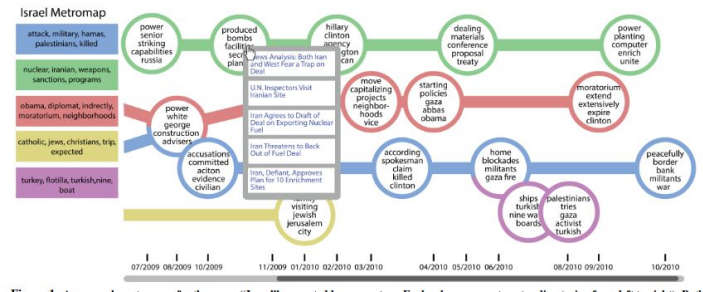 Israel Metromap
attack, military, hamas,
palestinians, killed
nuclear, iranian, weapons,
sanctions, programs
obama, diplomat, indirectly,
moratorium, neighborhoods
catholic, jews, christians, trip,
expected
turkey, flotilla, turkish,nine,
boat
power
senior
striking
capabilities
russia
produced
bombs
facilities
secret
hillary
clinton
agency
dealing
materials
conference
proposal
treaty
power
planting
computer
enrich
unite
News Analysis: Both Iran
and West Fear a Trap on
Deal
U.N. Inspectors Visit
Iranian Site
Iran Agrees to Draft of
Deal on Exporting Nuclear
Fuel
Iran Threatens to Back
Out of Fuel Deal
Iran, Defiant, Approves
Plan for 10 Enrichment
Sites
power
white
george
construction
advisers
move
capitalizing
projects
neighbor-
hoods
vice
starting
policies
gaza
abbas
obama
moratorium
extend
extensively
expire
clinton
accusations
committed
aciton
evidence
civilian
according
spokesman
claim
killed
clinton
home
blockades
militants
gaza fire
peacefully
border
bank
militants
war
family
visiting
jewish
jerusalem
city
ships
turkish
nine war
boards
palestinians
tries
gaza
activist
turkish
07/2009 08/2009 10/2009 11/2009 01/2010 02/2010 03/2010 04/2010 05/2010 06/2010 07/2010 09/2010 10/2010